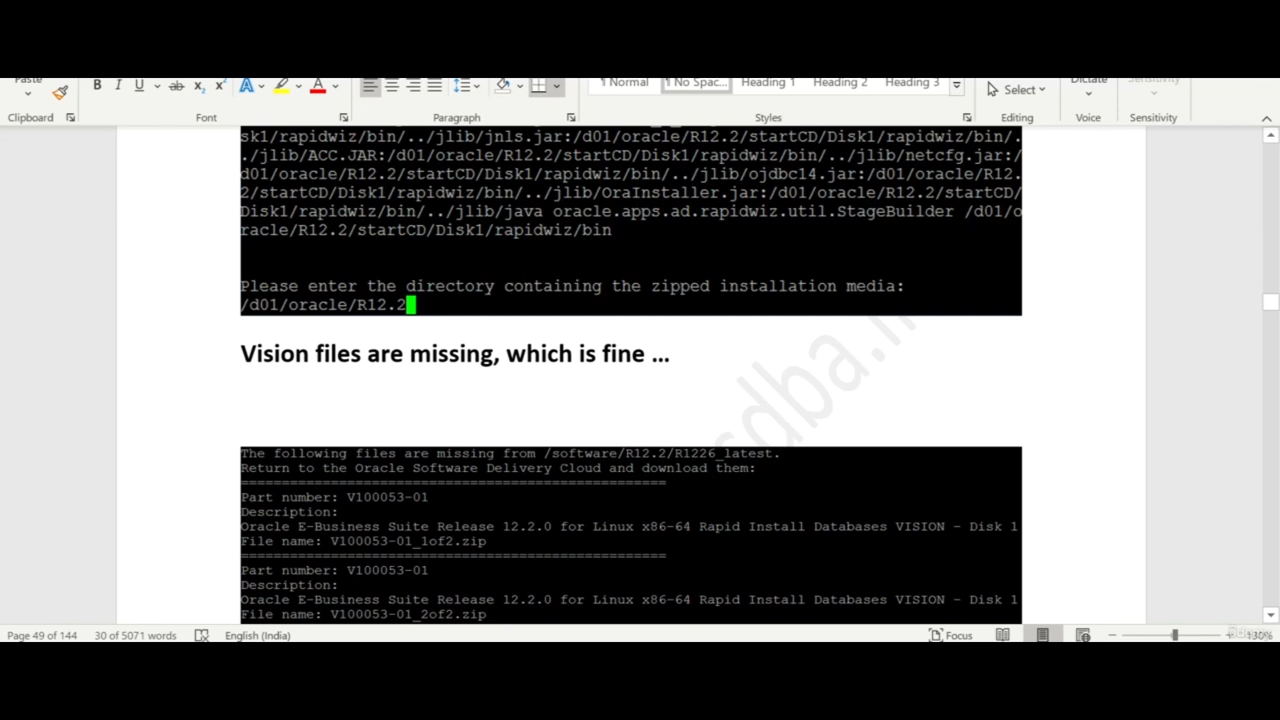 Paste
B I U ab x₂ x² A A
Normal No Spac... Heading 1 Heading 2 Heading 3
Select
Dictate
Sensitivity
Clipboard Font Paragraph Styles Editing Voice Sensitivity
sk1/rapidwiz/bin/../jlib/jnls.jar:/d01/oracle/R12.2/startCD/Disk1/rapidwiz/bin/.
./jlib/ACC.JAR:/d01/oracle/R12.2/startCD/Disk1/rapidwiz/bin/../jlib/netcfg.jar:/
d01/oracle/R12.2/startCD/Disk1/rapidwiz/bin/../jlib/ojdbc14.jar:/d01/oracle/R12.
2/startCD/Disk1/rapidwiz/bin/../jlib/OraInstaller.jar:/d01/oracle/R12.2/startCD/
Disk1/rapidwiz/bin/../jlib/java oracle.apps.ad.rapidwiz.util.StageBuilder /d01/o
racle/R12.2/startCD/Disk1/rapidwiz/bin
Please enter the directory containing the zipped installation media:
/d01/oracle/R12.2
Vision files are missing, which is fine ...
sdba.
The following files are missing from /software/R12.2/R1226_latest.
Return to the Oracle Software Delivery Cloud and download them:
=====================================================
Part number: V100053-01
Description:
Oracle E-Business Suite Release 12.2.0 for Linux x86-64 Rapid Install Databases VISION - Disk 1
File name: V100053-01_1of2.zip
=====================================================
Part number: V100053-01
Description:
Oracle E-Business Suite Release 12.2.0 for Linux x86-64 Rapid Install Databases VISION - Disk 1
File name: V100053-01_2of2.zip
Page 49 of 144 30 of 5071 words English (India) Focus 130%